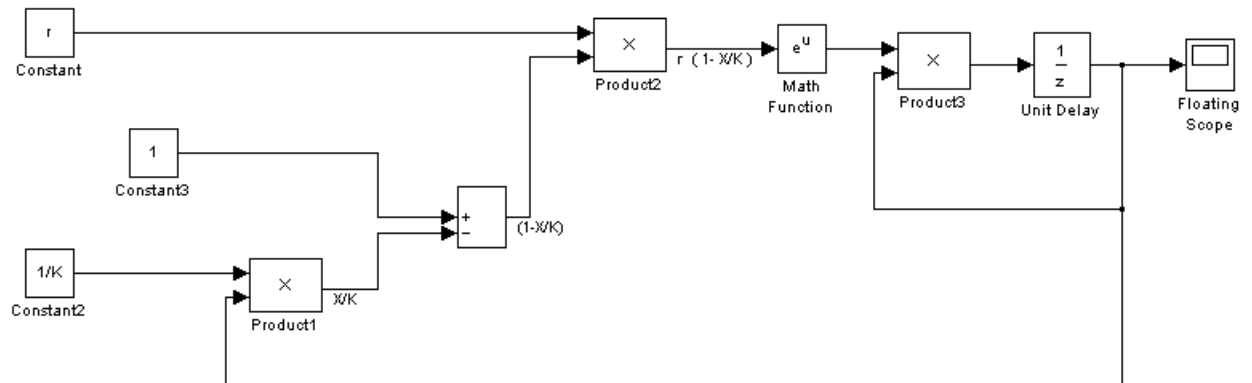 r
Constant
×
Product2
r ( 1- X/K )
e^u
Math
Function
×
Product3
1
z
Unit Delay
Floating
Scope
1
Constant3
+
−
(1-X/K)
1/K
Constant2
×
Product1
X/K